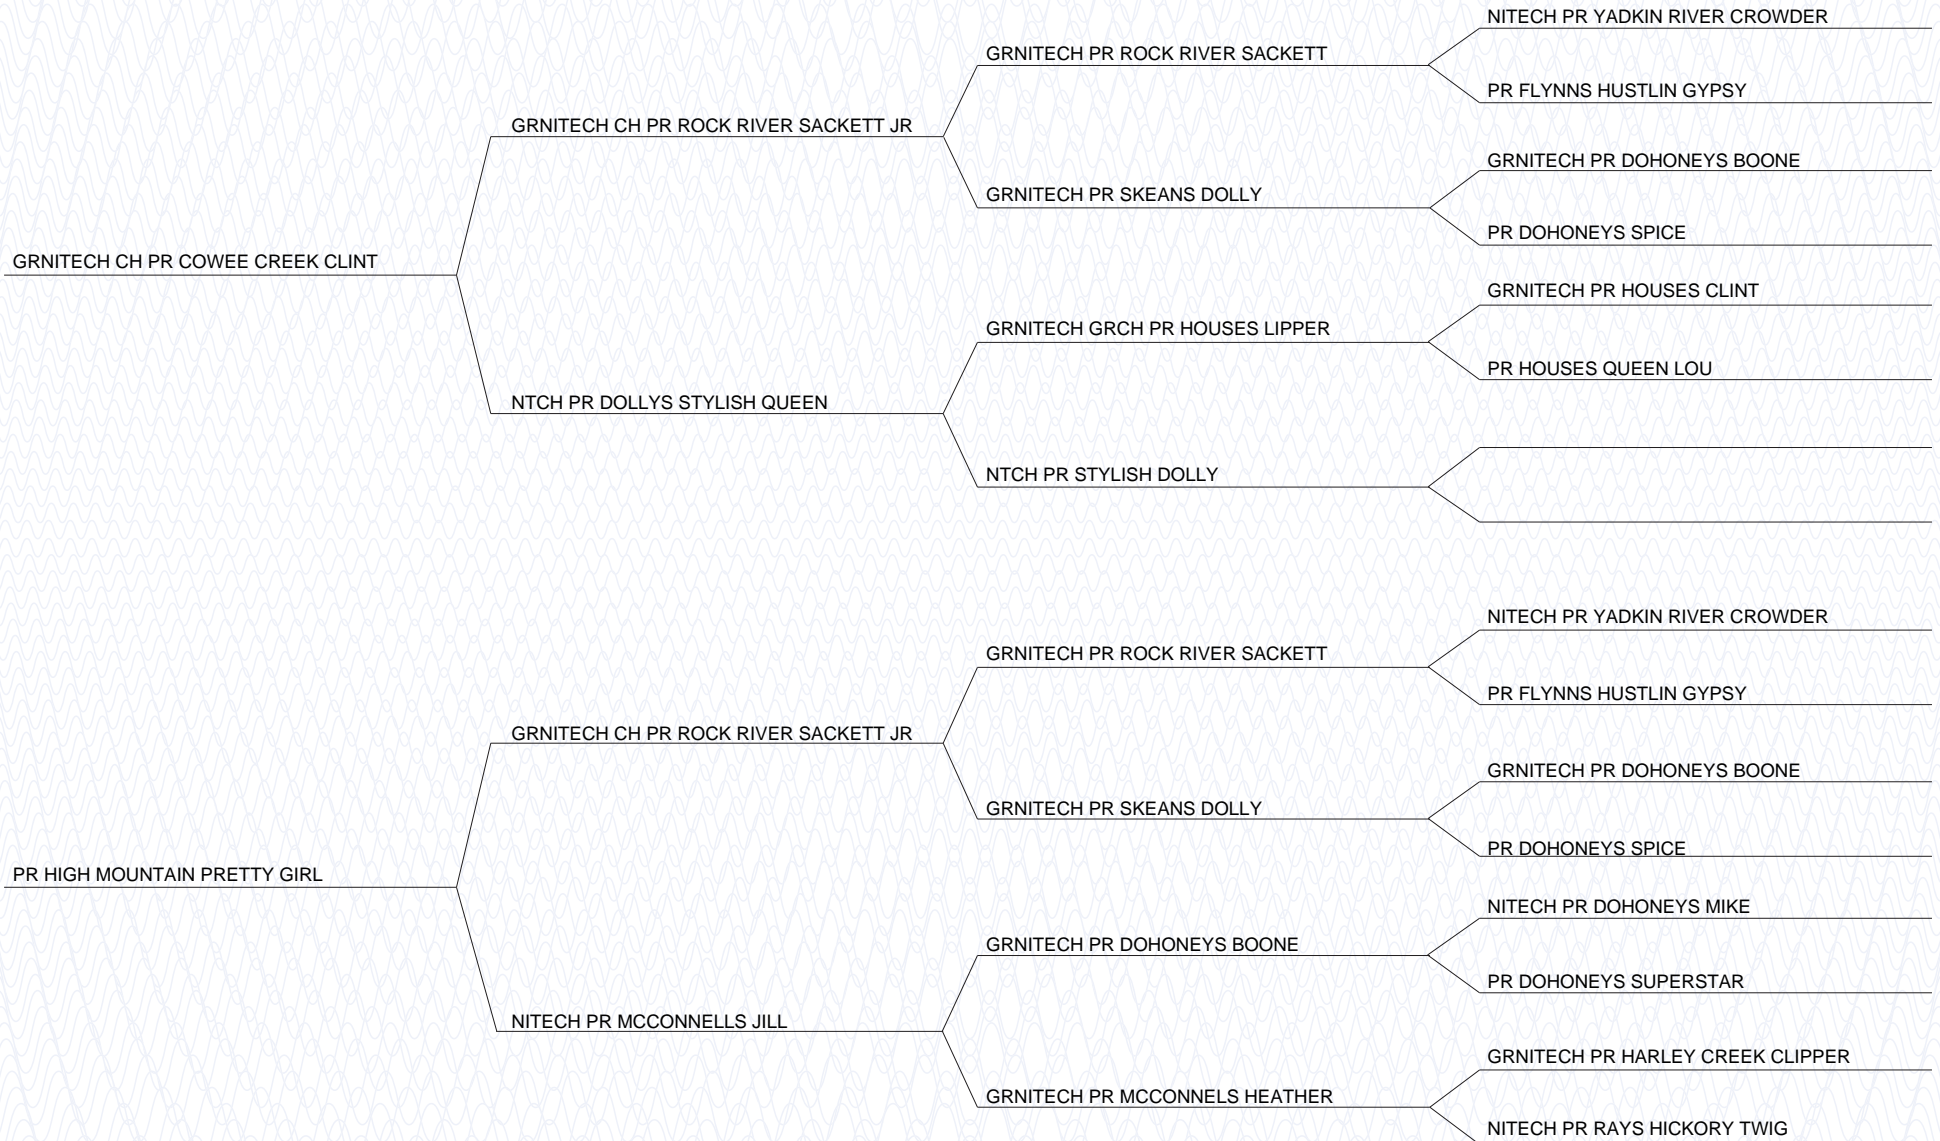 NITECH PR YADKIN RIVER CROWDER
GRNITECH PR ROCK RIVER SACKETT
PR FLYNNS HUSTLIN GYPSY
GRNITECH CH PR ROCK RIVER SACKETT JR
GRNITECH PR DOHONEYS BOONE
GRNITECH PR SKEANS DOLLY
PR DOHONEYS SPICE
GRNITECH CH PR COWEE CREEK CLINT
GRNITECH PR HOUSES CLINT
GRNITECH GRCH PR HOUSES LIPPER
PR HOUSES QUEEN LOU
NTCH PR DOLLYS STYLISH QUEEN
NTCH PR STYLISH DOLLY
NITECH PR YADKIN RIVER CROWDER
GRNITECH PR ROCK RIVER SACKETT
PR FLYNNS HUSTLIN GYPSY
GRNITECH CH PR ROCK RIVER SACKETT JR
GRNITECH PR DOHONEYS BOONE
GRNITECH PR SKEANS DOLLY
PR DOHONEYS SPICE
PR HIGH MOUNTAIN PRETTY GIRL
NITECH PR DOHONEYS MIKE
GRNITECH PR DOHONEYS BOONE
PR DOHONEYS SUPERSTAR
NITECH PR MCCONNELLS JILL
GRNITECH PR HARLEY CREEK CLIPPER
GRNITECH PR MCCONNELS HEATHER
NITECH PR RAYS HICKORY TWIG